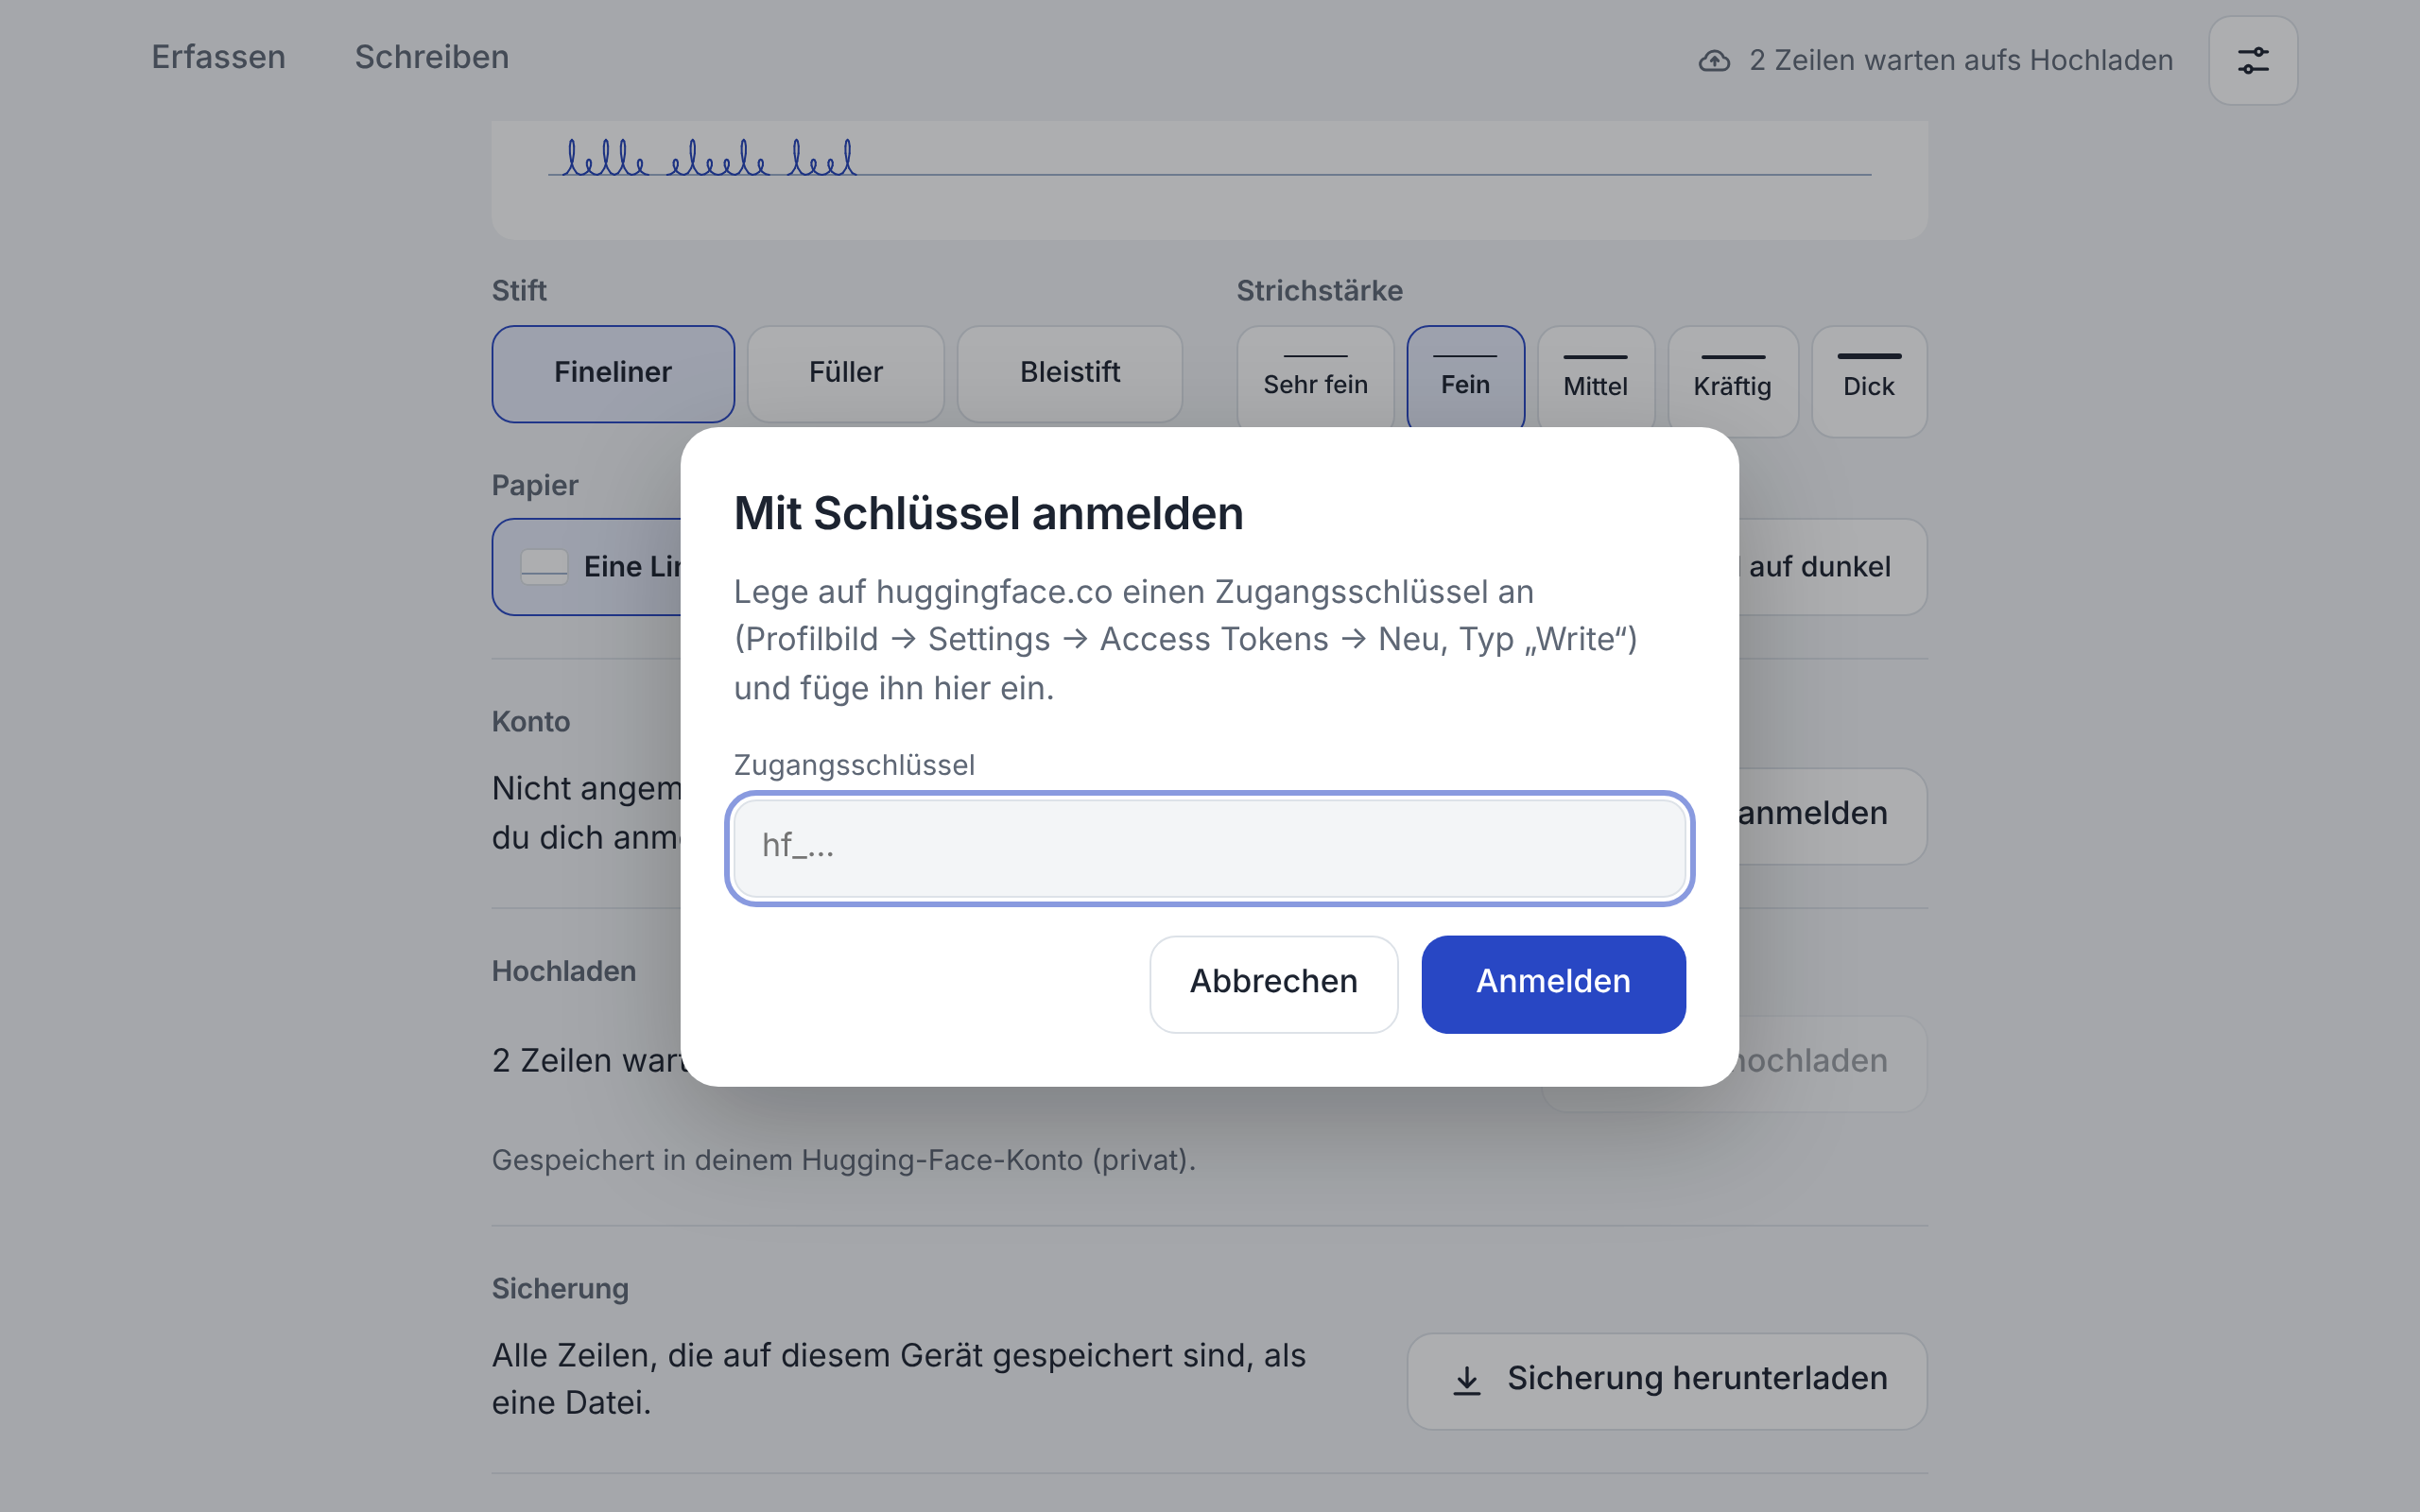 Erfassen Schreiben 2 Zeilen warten aufs Hochladen
Stift Strichstärke
Fineliner Füller Bleistift Sehr fein Fein Mittel Kräftig Dick
Papier
Eine auf dunkel
Mit Schlüssel anmelden
Lege auf huggingface.co einen Zugangsschlüssel an
(Profilbild → Settings → Access Tokens → Neu, Typ „Write“)
und füge ihn hier ein.
Zugangsschlüssel
hf_...
Abbrechen Anmelden
Konto
Nicht
du dich
anmelden
Hochladen
2 Zeilen
hochladen
Gespeichert in deinem Hugging-Face-Konto (privat).
Sicherung
Alle Zeilen, die auf diesem Gerät gespeichert sind, als
eine Datei.
Sicherung herunterladen